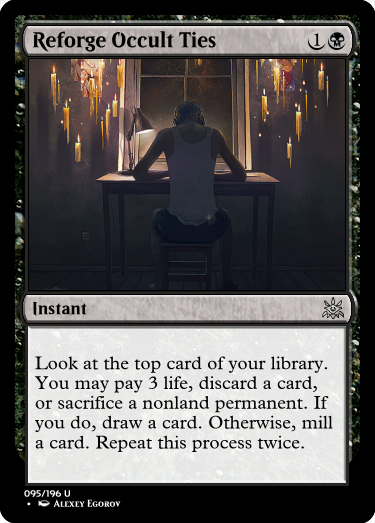 Reforge Occult Ties 1
Instant
Look at the top card of your library.
You may pay 3 life, discard a card,
or sacrifice a nonland permanent. If
you do, draw a card. Otherwise, mill
a card. Repeat this process twice.
095/196 U
• Alexey Egorov